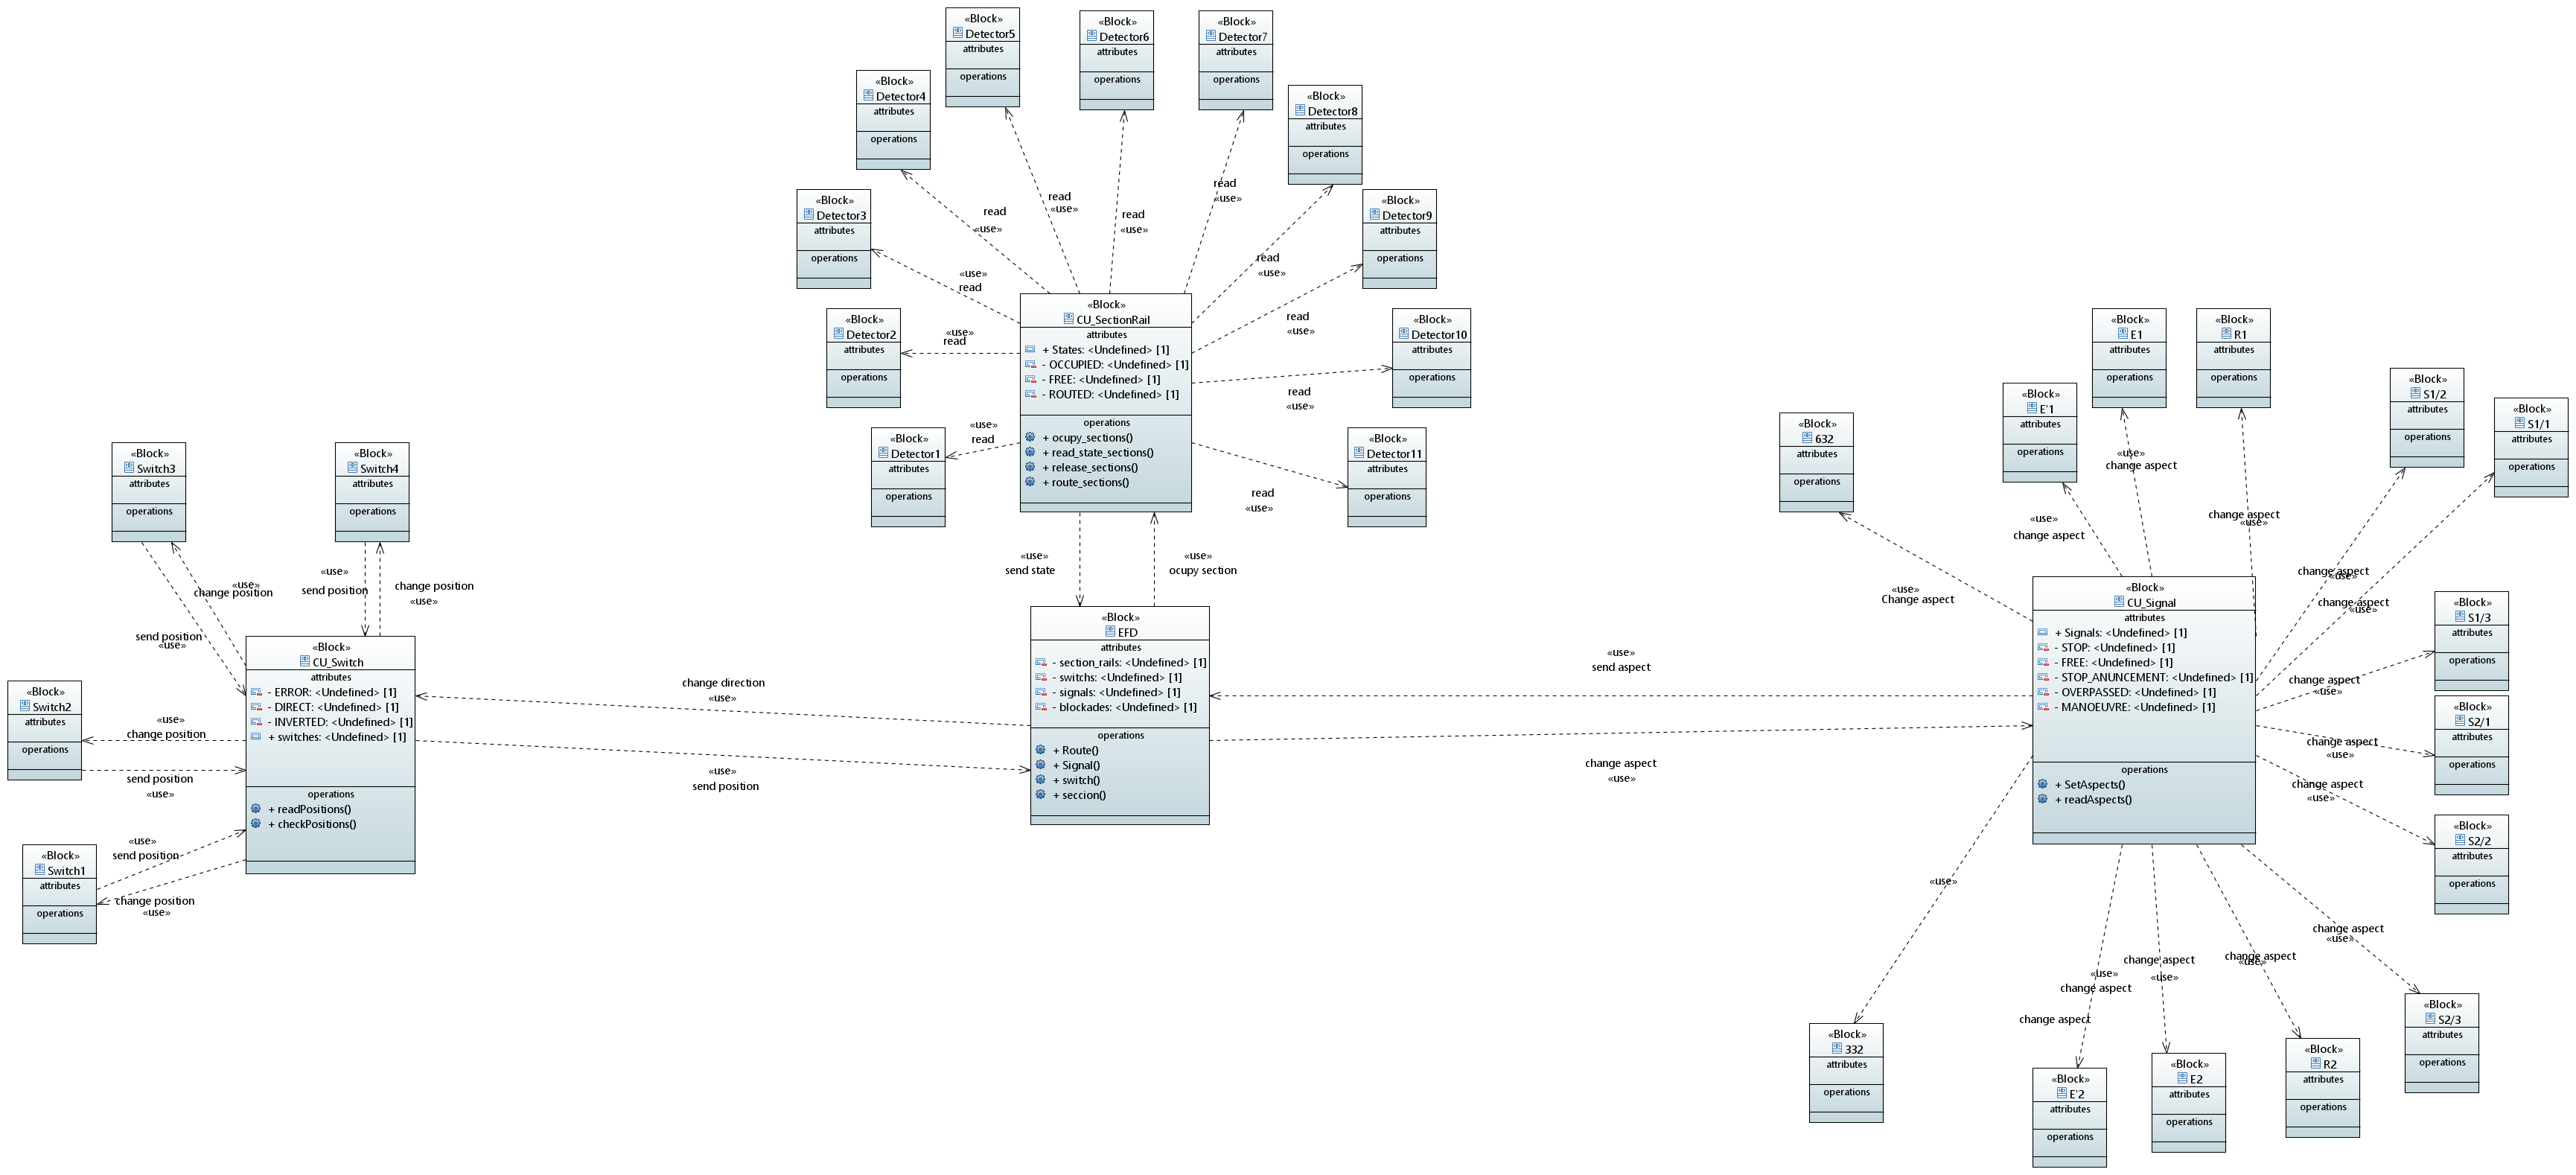 «Block»
Detector5
attributes
operations
«Block»
Detector6
attributes
operations
«Block»
Detector7
attributes
operations
«Block»
Detector4
attributes
operations
«Block»
Detector8
attributes
operations
«Block»
Detector3
attributes
operations
«Block»
Detector9
attributes
operations
read
«use»
read
«use»
read
«use»
read
«use»
read
«use»
«use»
read
«Block»
Detector2
attributes
operations
«use»
read
«Block»
CU_SectionRail
attributes
+ States: <Undefined> [1]
- OCCUPIED: <Undefined> [1]
- FREE: <Undefined> [1]
- ROUTED: <Undefined> [1]
operations
+ ocupy_sections()
+ read_state_sections()
+ release_sections()
+ route_sections()
read
«use»
«Block»
Detector10
attributes
operations
read
«use»
«Block»
Detector1
attributes
operations
«use»
read
«Block»
Detector11
attributes
operations
read
«use»
«use»
send state
«use»
ocupy section
«Block»
Switch3
attributes
operations
«Block»
Switch4
attributes
operations
«use»
change position
send position
«use»
«use»
send position
change position
«use»
«Block»
CU_Switch
attributes
- ERROR: <Undefined> [1]
- DIRECT: <Undefined> [1]
- INVERTED: <Undefined> [1]
+ switches: <Undefined> [1]
operations
+ readPositions()
+ checkPositions()
«Block»
Switch2
attributes
operations
«use»
change position
send position
«use»
«Block»
Switch1
attributes
operations
«use»
send position
change position
«use»
change direction
«use»
«use»
send position
«Block»
EFD
attributes
- section_rails: <Undefined> [1]
- switchs: <Undefined> [1]
- signals: <Undefined> [1]
- blockades: <Undefined> [1]
operations
+ Route()
+ Signal()
+ switch()
+ seccion()
«use»
send aspect
change aspect
«use»
«Block»
E1
attributes
operations
«Block»
R1
attributes
operations
«Block»
E'1
attributes
operations
«Block»
632
attributes
operations
«Block»
S1/2
attributes
operations
«Block»
S1/1
attributes
operations
«use»
change aspect
«use»
change aspect
change aspect
«use»
«use»
Change aspect
change aspect
«use»
change aspect
«use»
«Block»
CU_Signal
attributes
+ Signals: <Undefined> [1]
- STOP: <Undefined> [1]
- FREE: <Undefined> [1]
- STOP_ANUNCEMENT: <Undefined> [1]
- OVERPASSED: <Undefined> [1]
- MANOEUVRE: <Undefined> [1]
operations
+ SetAspects()
+ readAspects()
«Block»
S1/3
attributes
operations
change aspect
«use»
«Block»
S2/1
attributes
operations
change aspect
«use»
«Block»
S2/2
attributes
operations
change aspect
«use»
«use»
change aspect
«use»
change aspect
«use»
change aspect
«use»
«use»
change aspect
change aspect
«Block»
S2/3
attributes
operations
«Block»
332
attributes
operations
«Block»
R2
attributes
operations
«Block»
E2
attributes
operations
«Block»
E'2
attributes
operations